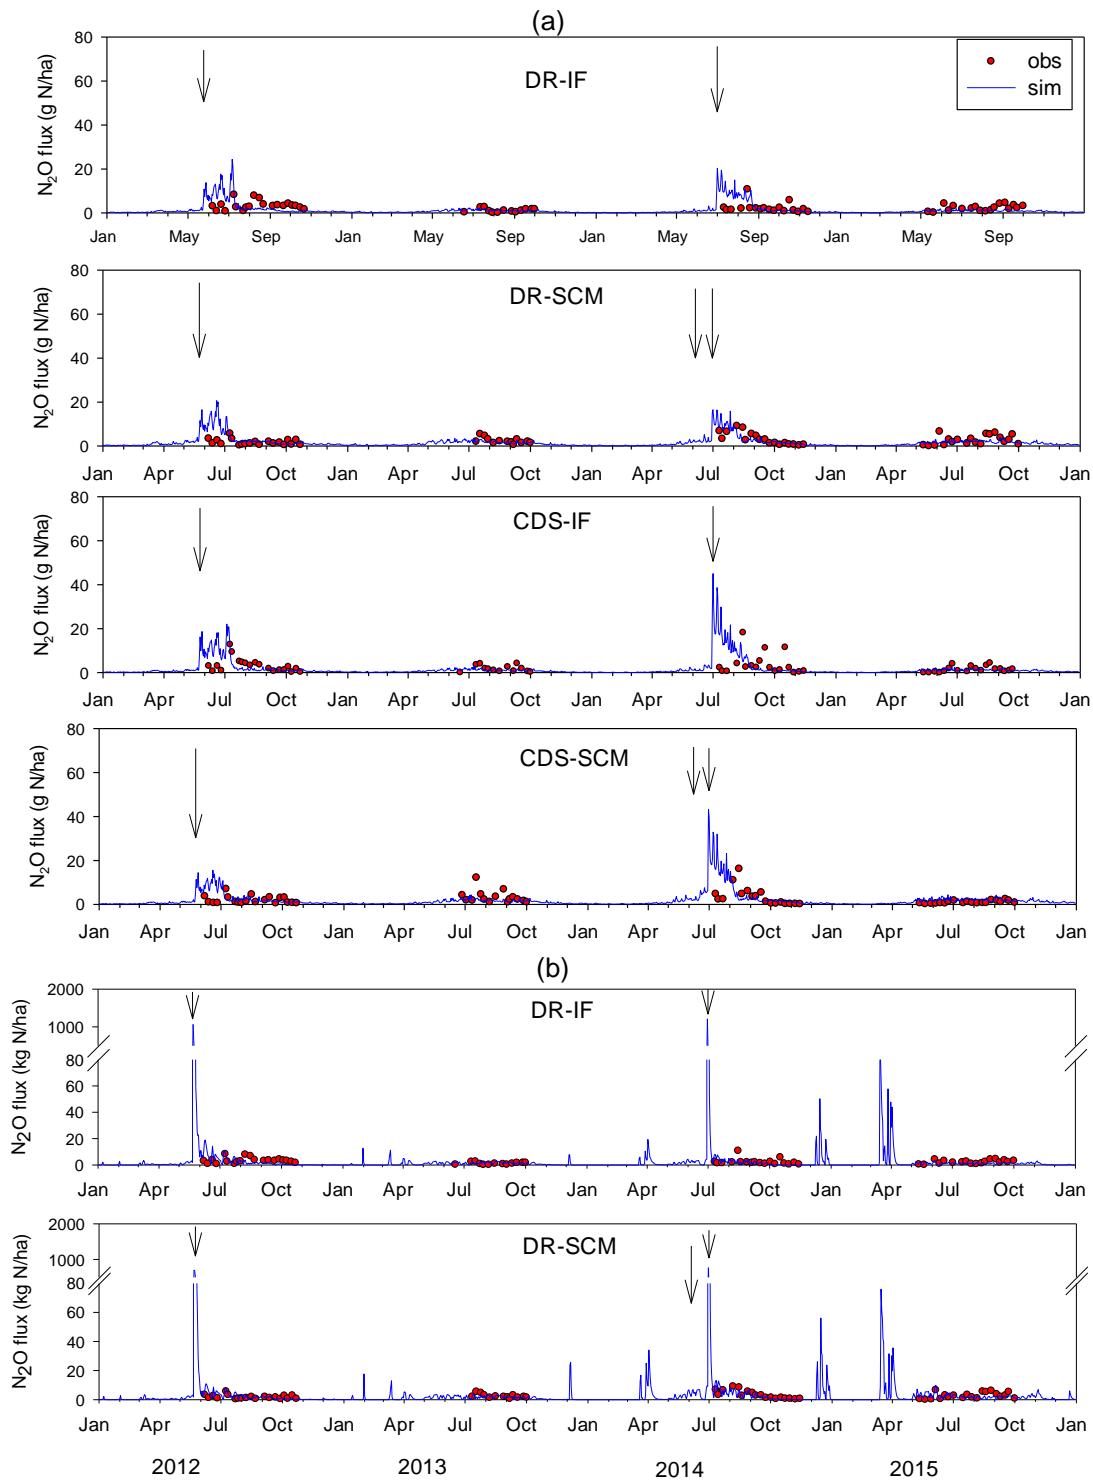 (a)
N2O flux (g N/ha)
80
60
40
20
0
DR-IF
obs
sim
Jan May Sep Jan May Sep Jan May Sep Jan May Sep
N2O flux (g N/ha)
80
60
40
20
0
DR-SCM
Jan Apr Jul Oct Jan Apr Jul Oct Jan Apr Jul Oct Jan Apr Jul Oct Jan
N2O flux (g N/ha)
80
60
40
20
0
CDS-IF
Jan Apr Jul Oct Jan Apr Jul Oct Jan Apr Jul Oct Jan Apr Jul Oct Jan
N2O flux (g N/ha)
80
60
40
20
0
CDS-SCM
Jan Apr Jul Oct Jan Apr Jul Oct Jan Apr Jul Oct Jan Apr Jul Oct Jan
(b)
N2O flux (kg N/ha)
2000
1000
80
60
40
20
0
DR-IF
Jan Apr Jul Oct Jan Apr Jul Oct Jan Apr Jul Oct Jan Apr Jul Oct Jan
N2O flux (kg N/ha)
2000
1000
80
60
40
20
0
DR-SCM
Jan Apr Jul Oct Jan Apr Jul Oct Jan Apr Jul Oct Jan Apr Jul Oct Jan
2012 2013 2014 2015